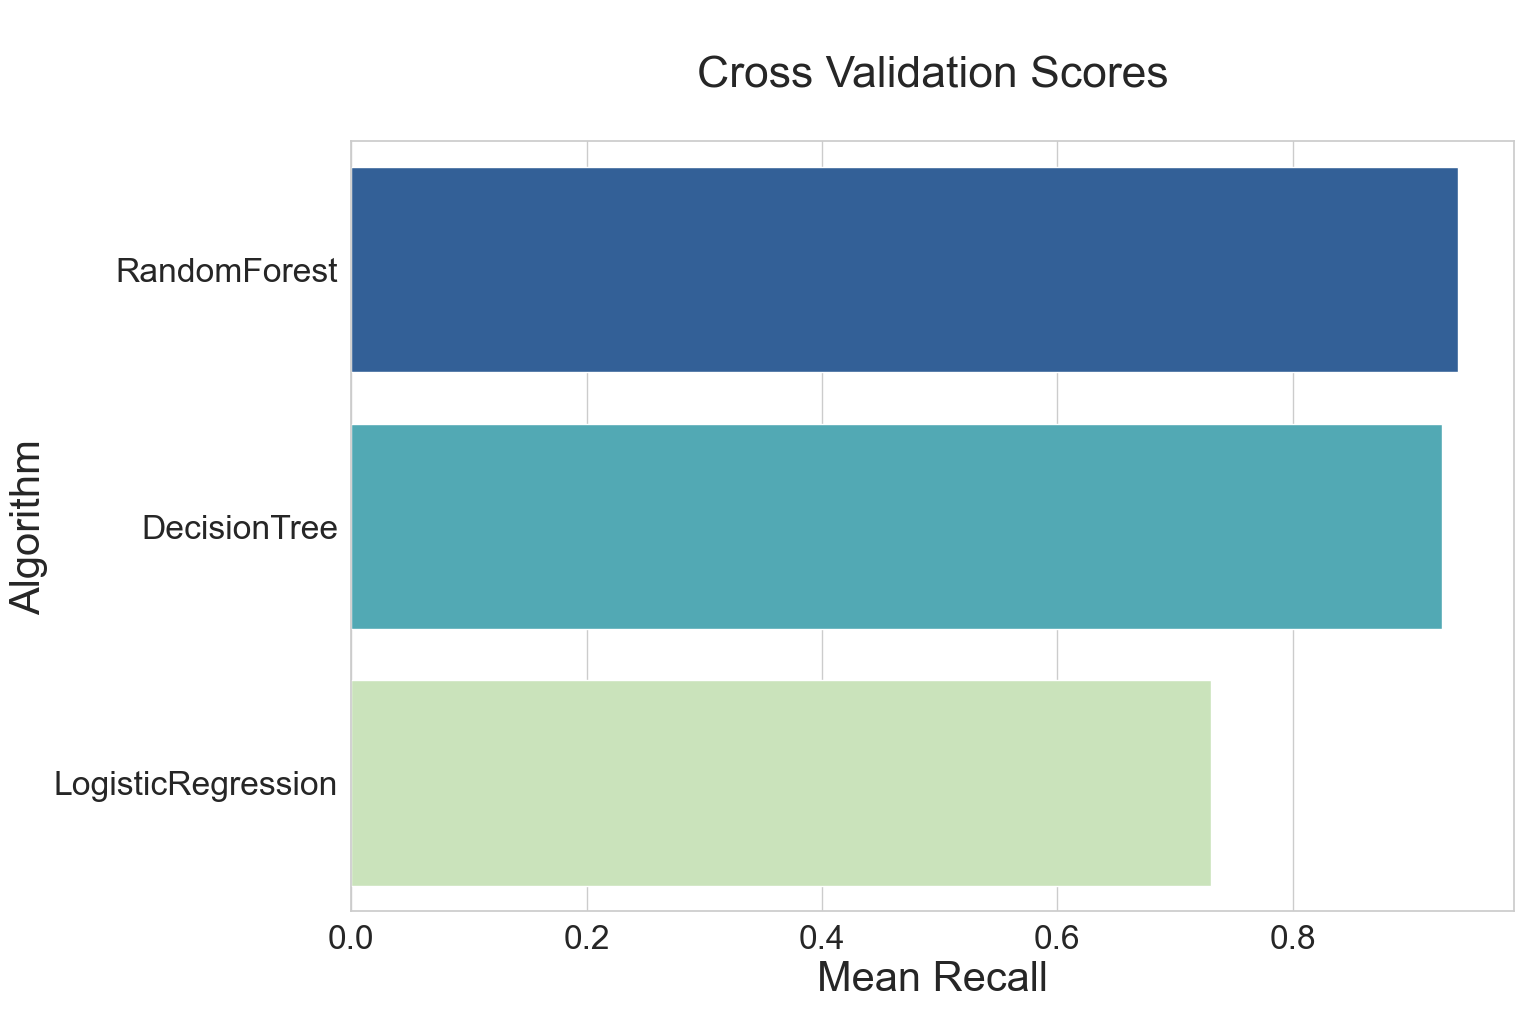 Cross Validation Scores
Algorithm
RandomForest
DecisionTree
LogisticRegression
0.0 0.2 0.4 0.6 0.8
Mean Recall